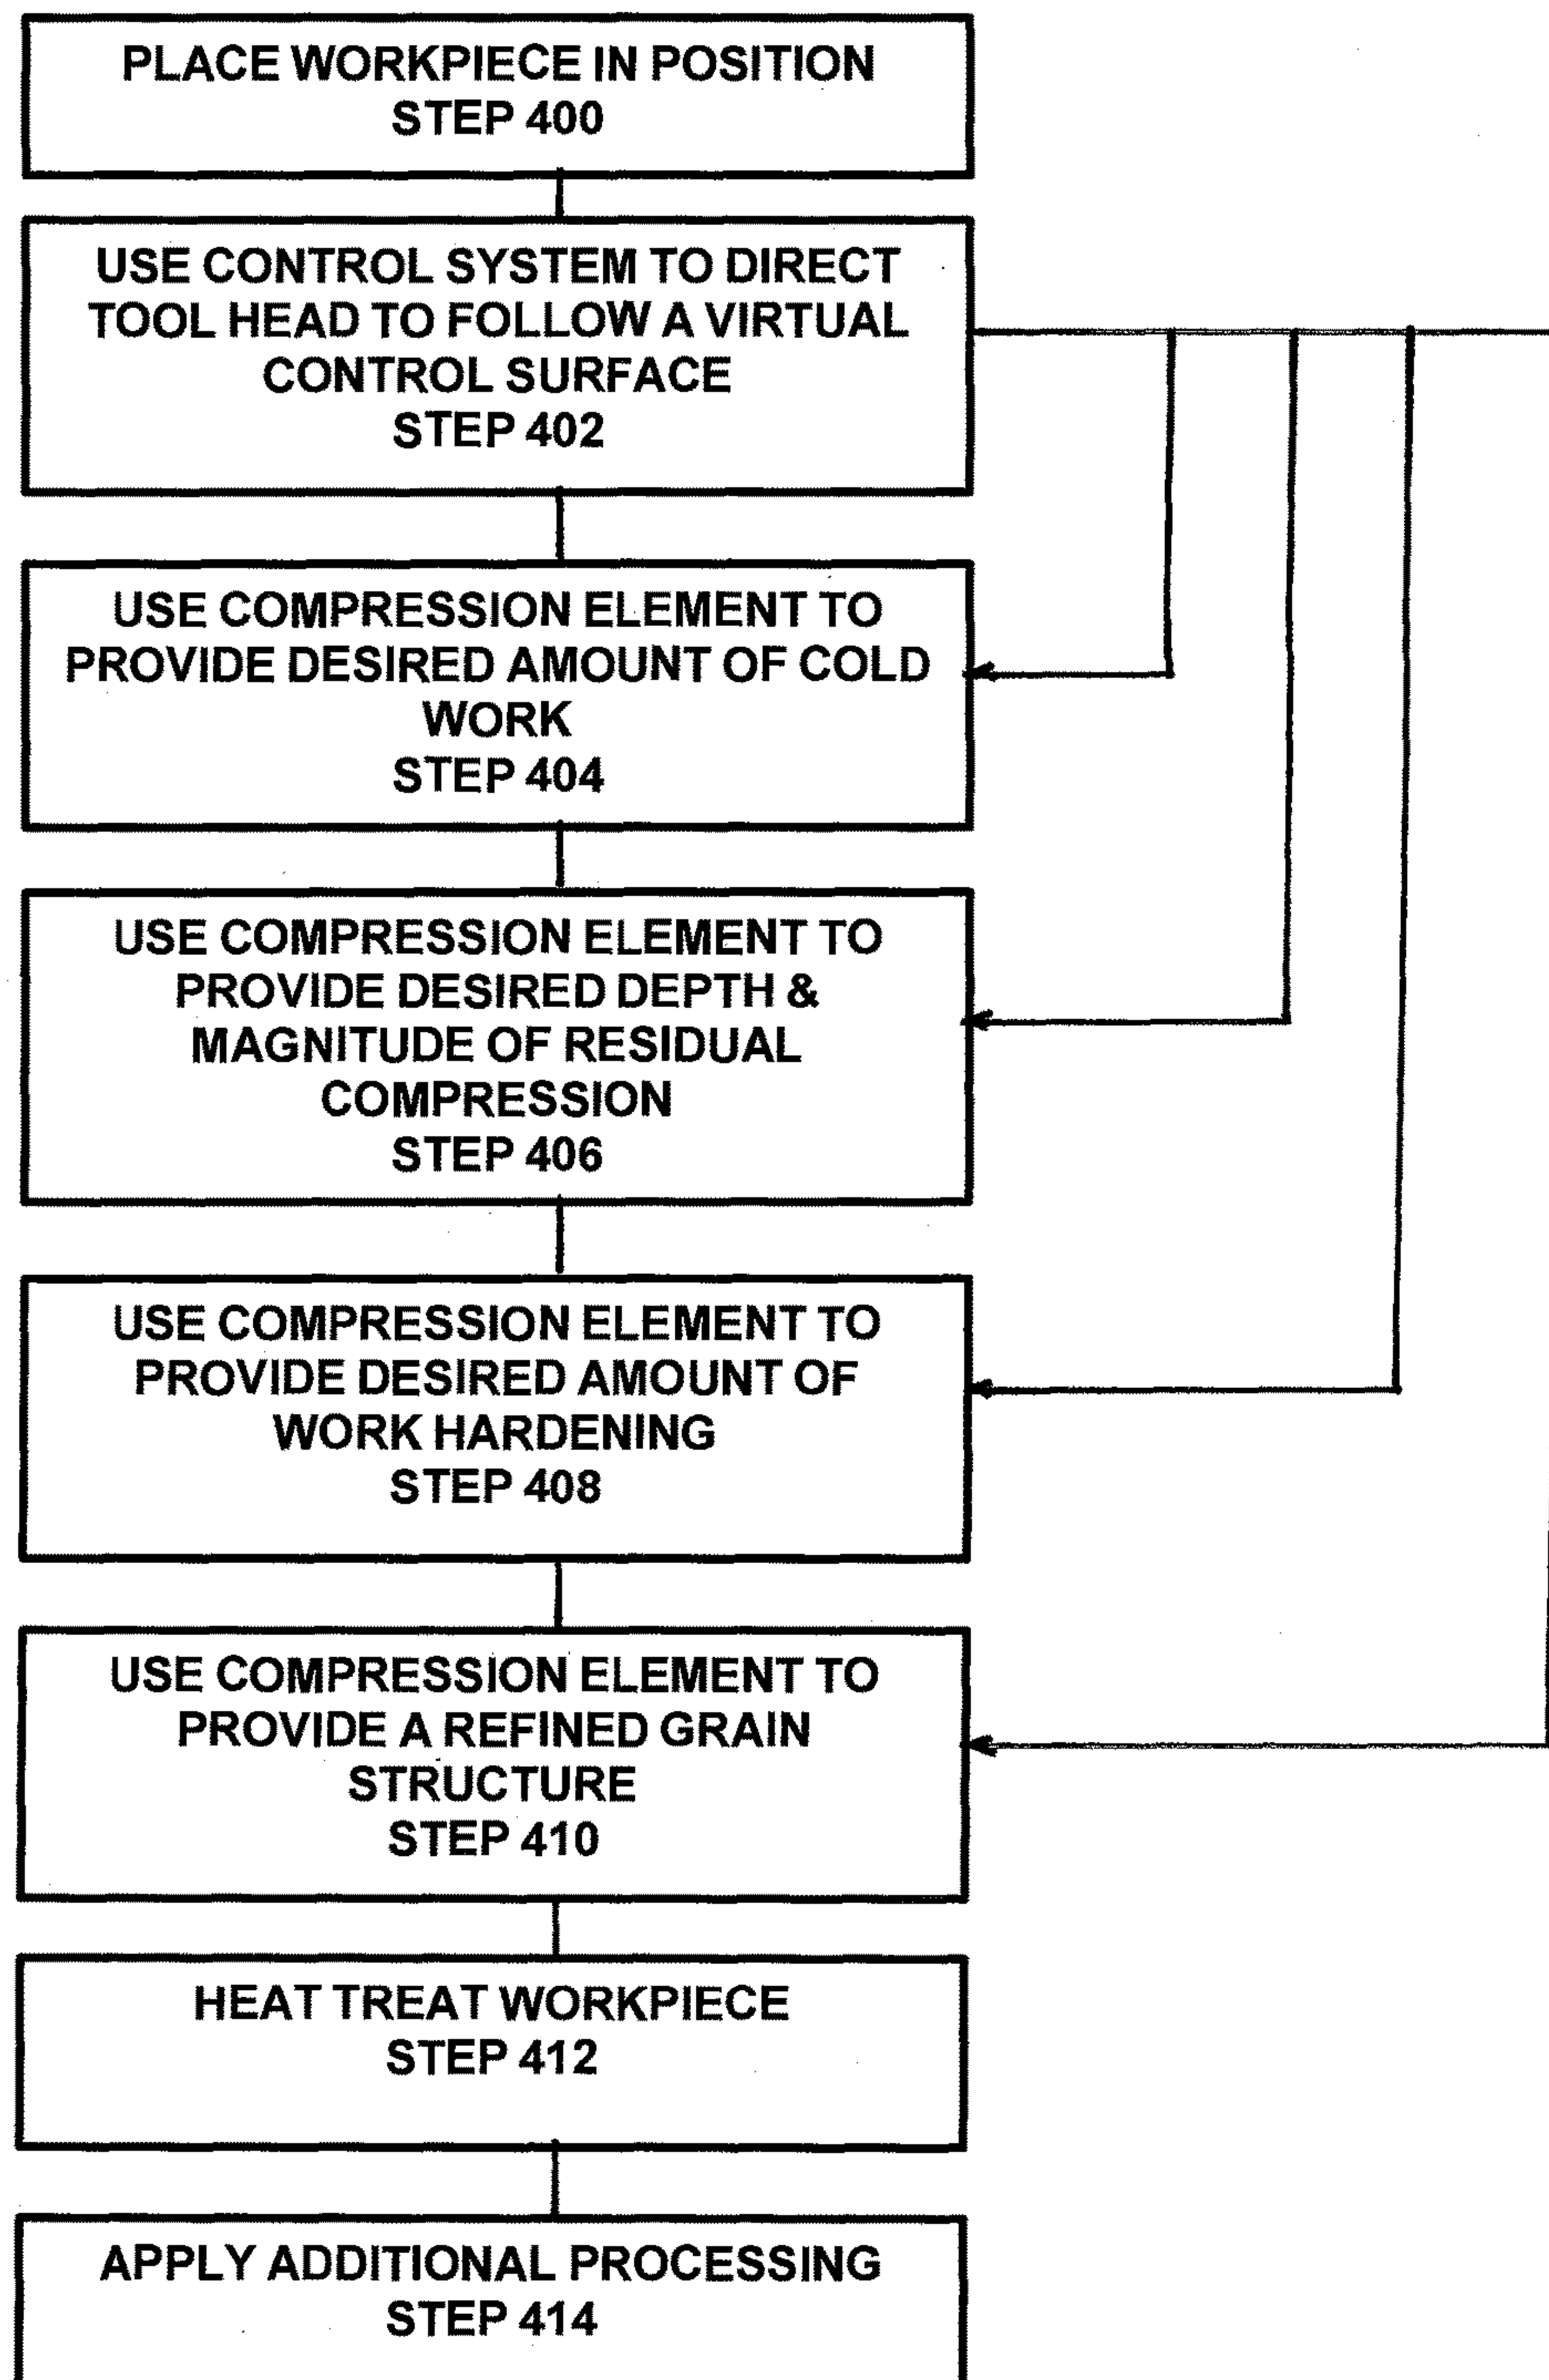 PLACE WORKPIECE IN POSITION
STEP 400
USE CONTROL SYSTEM TO DIRECT
TOOL HEAD TO FOLLOW A VIRTUAL
CONTROL SURFACE
STEP 402
USE COMPRESSION ELEMENT TO
PROVIDE DESIRED AMOUNT OF COLD
WORK
STEP 404
USE COMPRESSION ELEMENT TO
PROVIDE DESIRED DEPTH &
MAGNITUDE OF RESIDUAL
COMPRESSION
STEP 406
USE COMPRESSION ELEMENT TO
PROVIDE DESIRED AMOUNT OF
WORK HARDENING
STEP 408
USE COMPRESSION ELEMENT TO
PROVIDE A REFINED GRAIN
STRUCTURE
STEP 410
HEAT TREAT WORKPIECE
STEP 412
APPLY ADDITIONAL PROCESSING
STEP 414